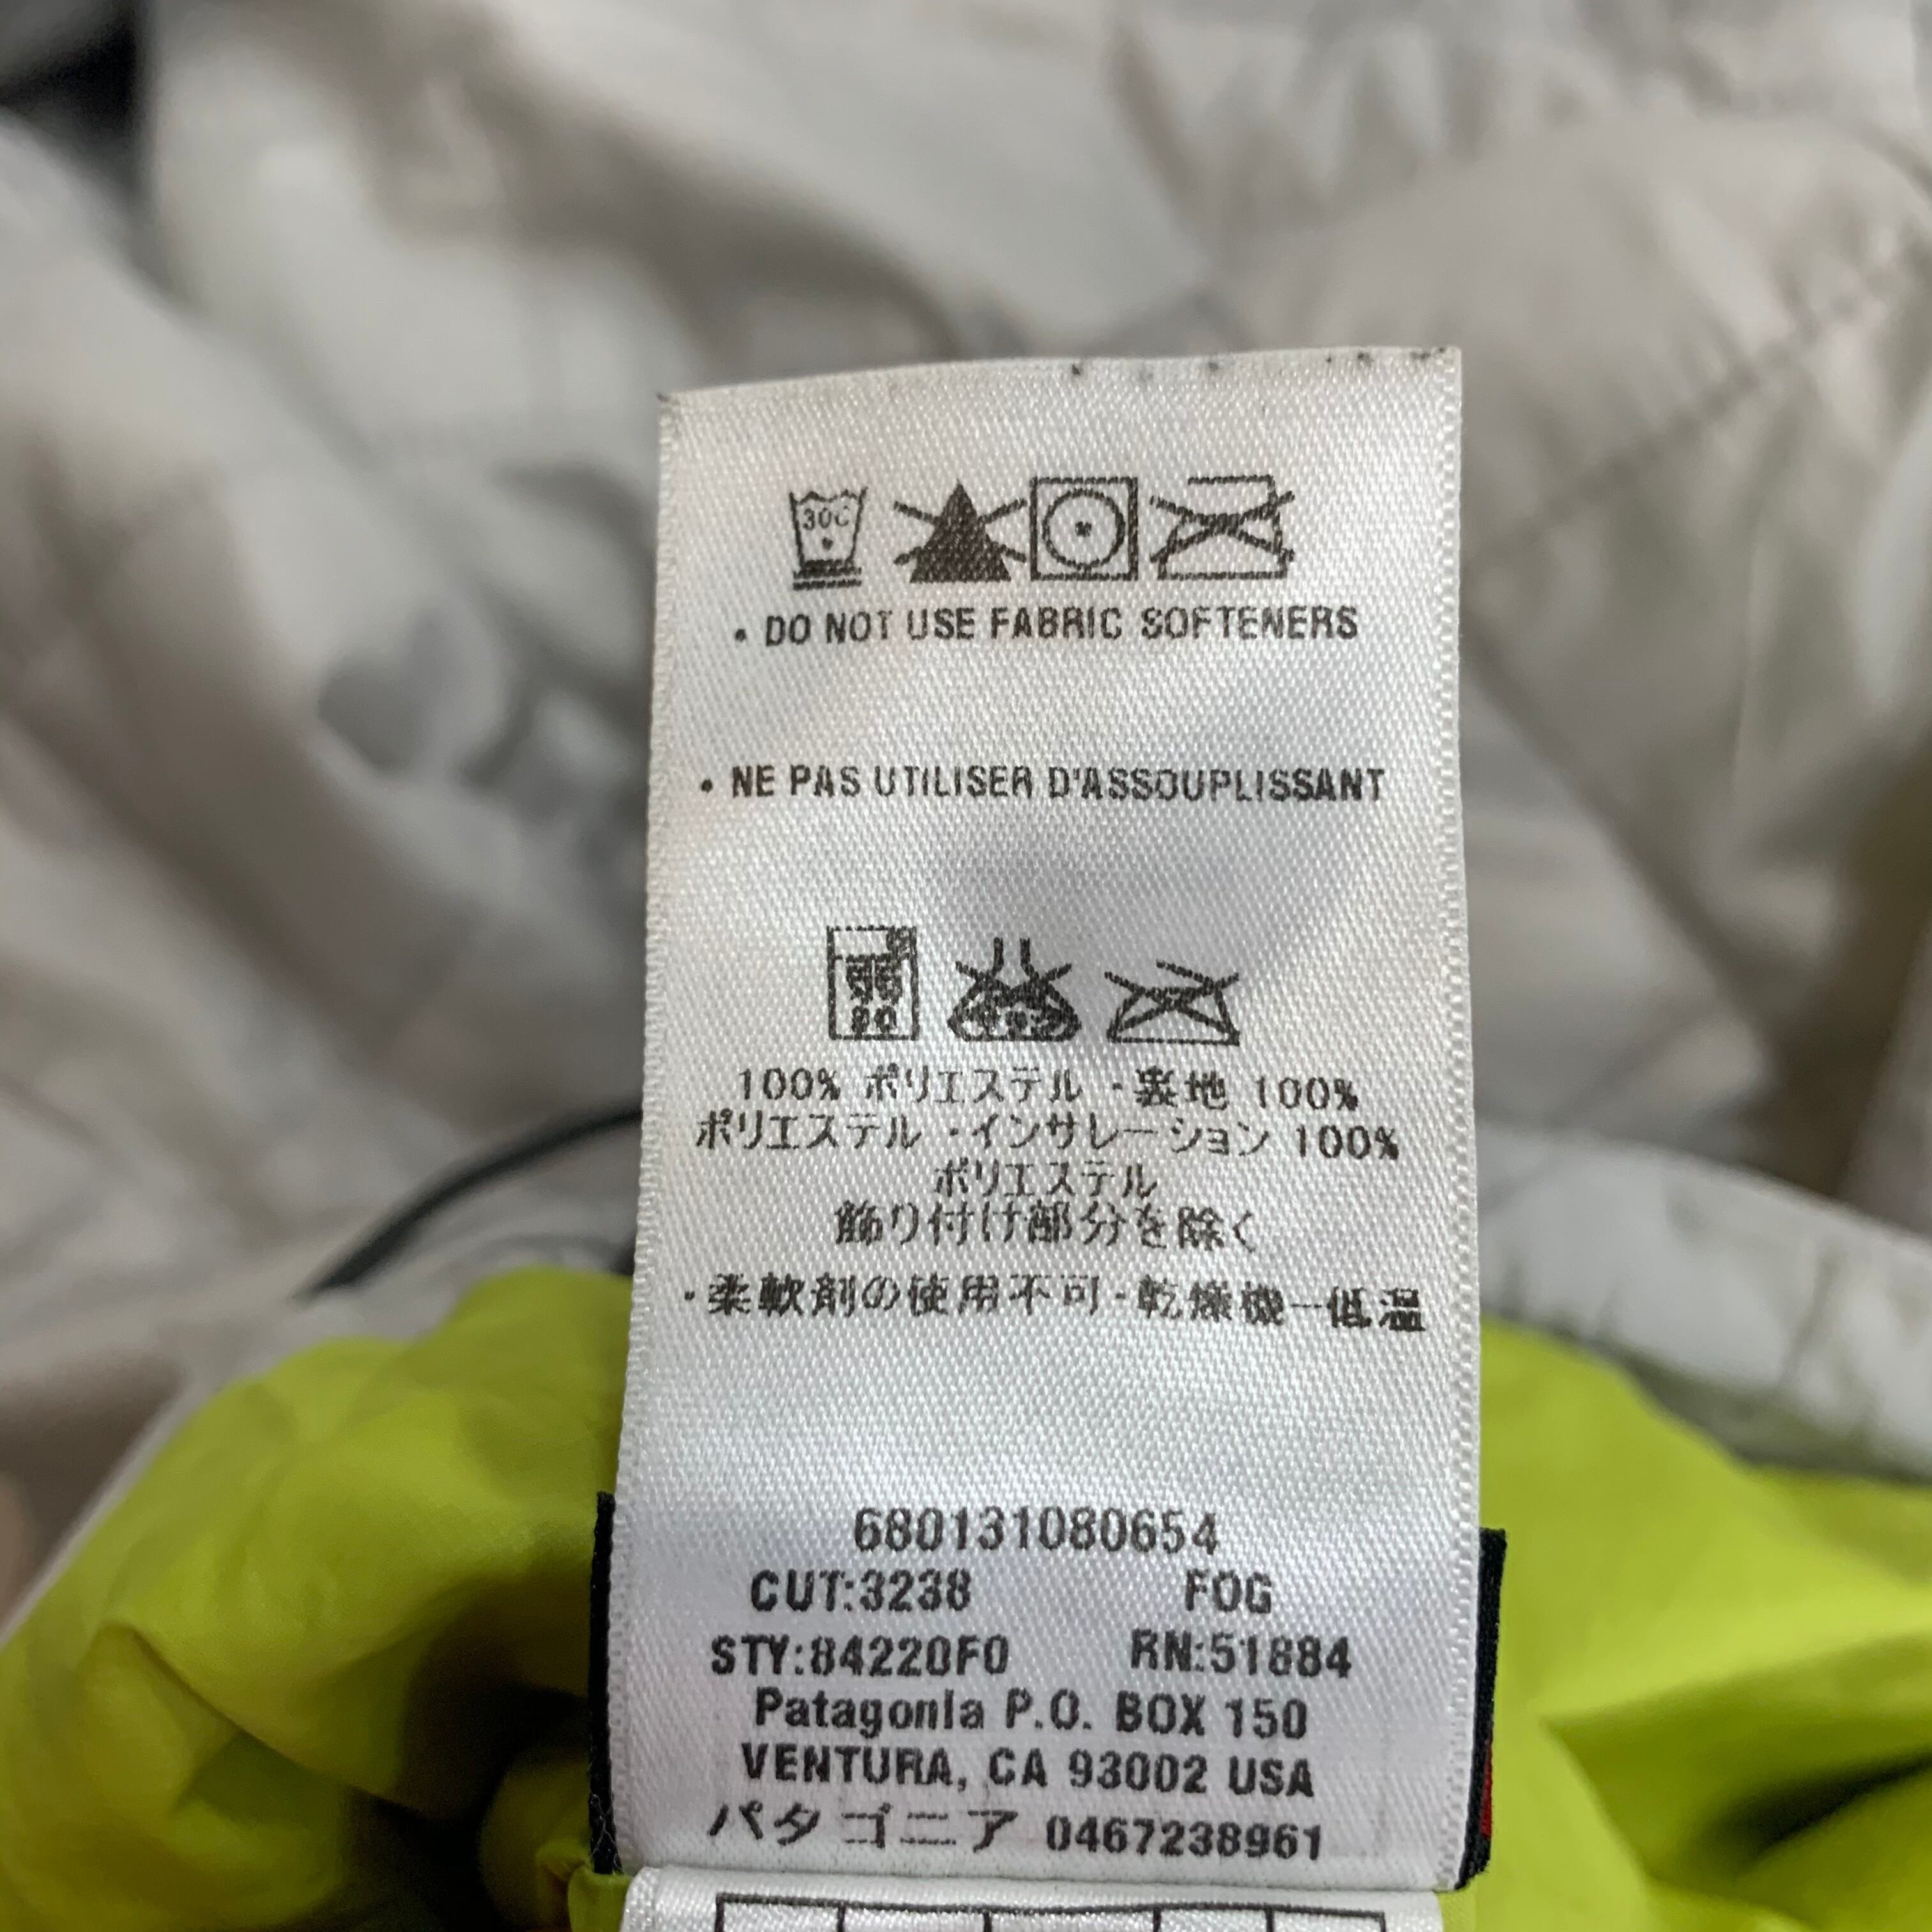 30C
• DO NOT USE FABRIC SOFTENERS
• NE PAS UTILISER D'ASSOUPLISSANT
100% ポリエステル・裏地 100%
ポリエステル・インサレーション 100%
ポリエステル
飾り付け部分を除く
・柔軟剤の使用不可-乾燥機-低温
680131080654
CUT:3238 FOG
STY:84220F0 RN:51884
Patagonia P.O. BOX 150
VENTURA, CA 93002 USA
パタゴニア 0467238961